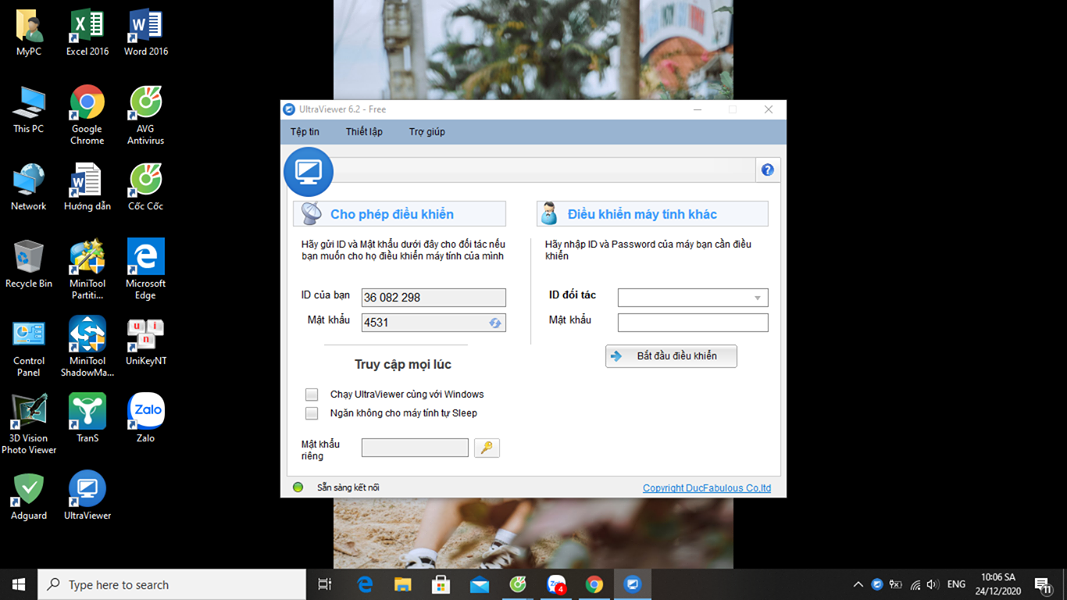 MyPC
Excel 2016
Word 2016
This PC
Google
Chrome
AVG
Antivirus
Network
Hướng dẫn
Cốc Cốc
Recycle Bin
MiniTool
Partiti...
Microsoft
Edge
Control
Panel
MiniTool
ShadowMa...
u i
n
UniKeyNT
3D Vision
Photo Viewer
TranS
Zalo
Zalo
Adguard
UltraViewer
UltraViewer 6.2 - Free
Tệp tin Thiết lập Trợ giúp
Cho phép điều khiển
Hãy gửi ID và Mật khẩu dưới đây cho đối tác nếu
bạn muốn cho họ điều khiển máy tính của mình
ID của bạn 36 082 298
Mật khẩu 4531
Truy cập mọi lúc
Chạy UltraViewer cùng với Windows
Ngăn không cho máy tính tự Sleep
Mật khẩu
riêng
Điều khiển máy tính khác
Hãy nhập ID và Password của máy bạn cần điều
khiển
ID đối tác
Mật khẩu
Bắt đầu điều khiển
Sẵn sàng kết nối
Copyright DucFabulous Co,ltd
Type here to search
4
ENG
10:06 SA
24/12/2020
11